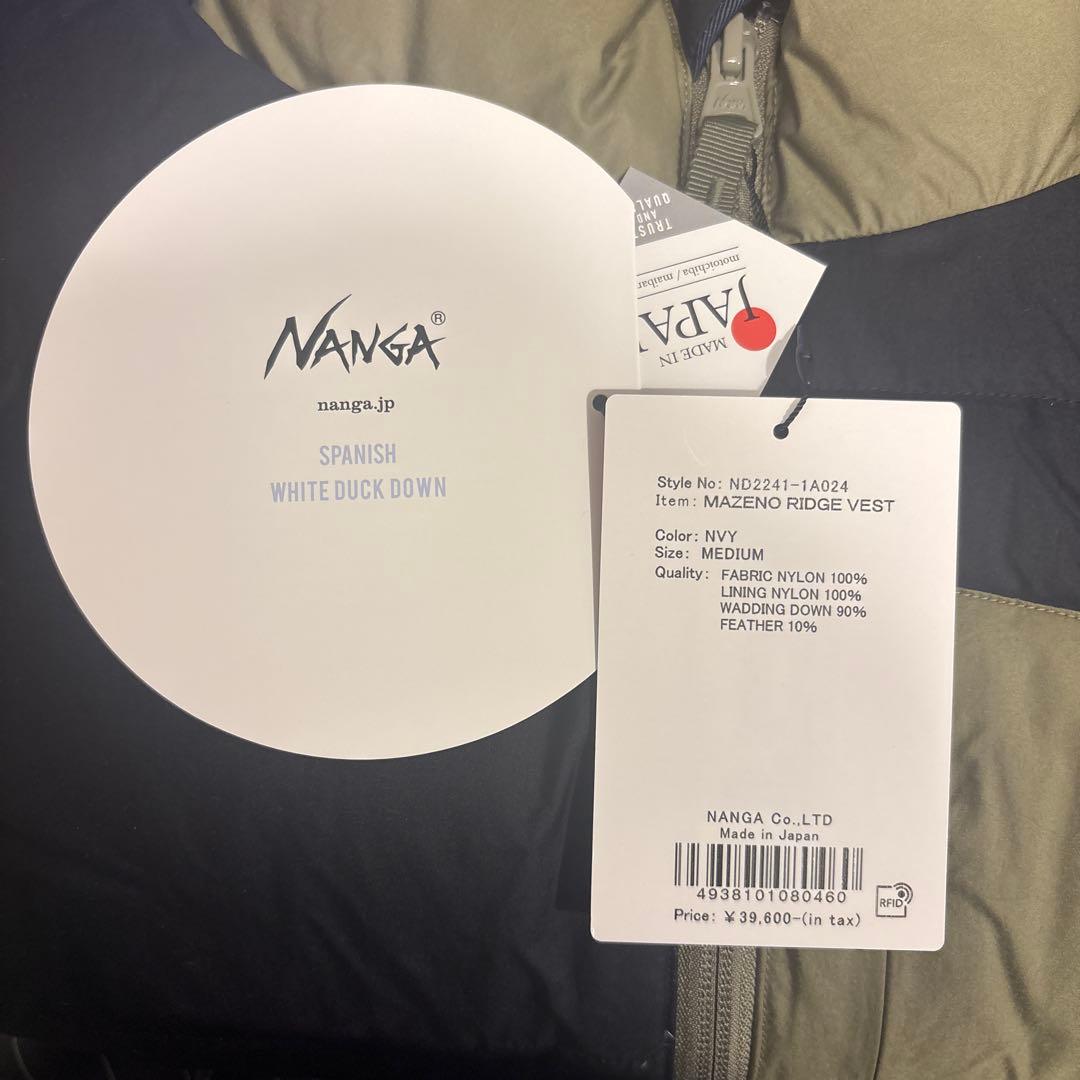 NANGA®
nanga.jp
SPANISH
WHITE DUCK DOWN
AND
motoichiba /
MADE IN
Style No: ND2241-1A024
Item: MAZENO RIDGE VEST
Color: NVY
Size: MEDIUM
Quality: FABRIC NYLON 100%
LINING NYLON 100%
WADDING DOWN 90%
FEATHER 10%
NANGA Co.,LTD
Made in Japan
4938101080460
RFID
Price: ¥39,600-(in tax)